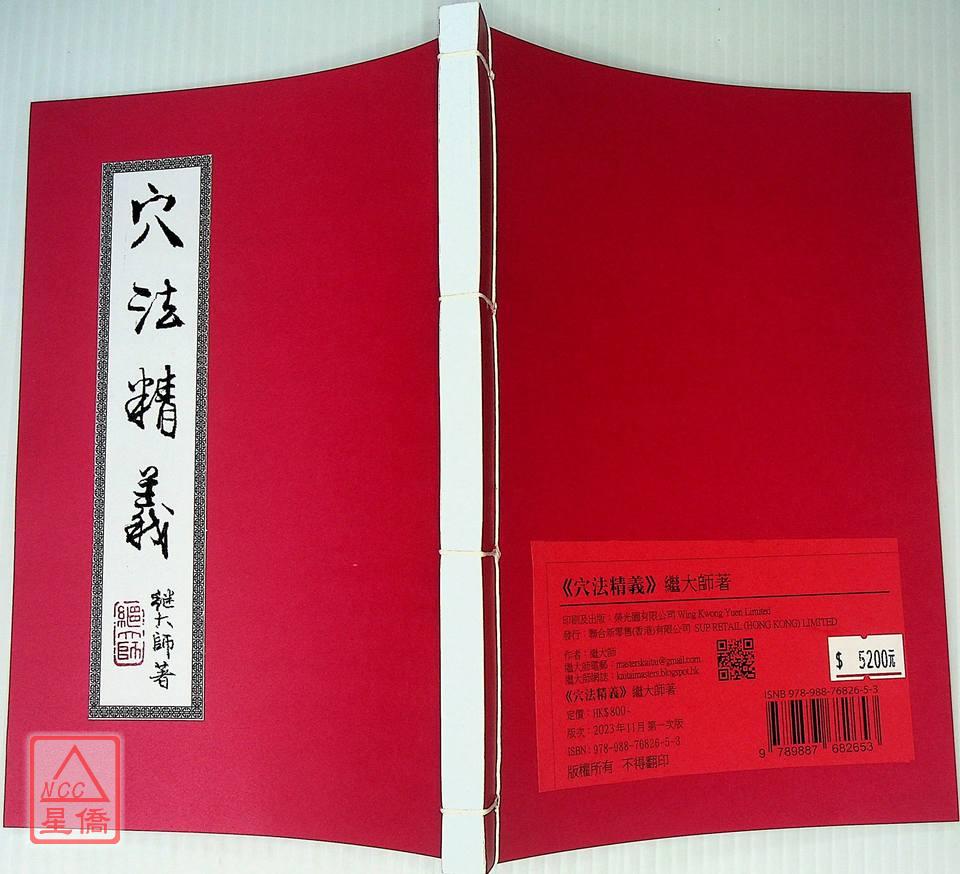 穴法精義
继大師著
NCC
星僑
《穴法精義》 繼大師著
印刷及出版：榮光園有限公司 Wing Kwong Yuen Limited
發行：聯合新零售(香港)有限公司 SUP RETAIL (HONG KONG) LIMITED
作者：繼大師
繼大師電郵：masterskaitai@gmail.com
繼大師網誌：kaitaimasters.blogspot.hk
《穴法精義》 繼大師著
定價：HK$800-
版次：2023年11月第一次版
ISBN: 978-988-76826-5-3
版權所有 不得翻印
$ 5200元
ISNB 978-988-76826-5-3
9 789887 682653